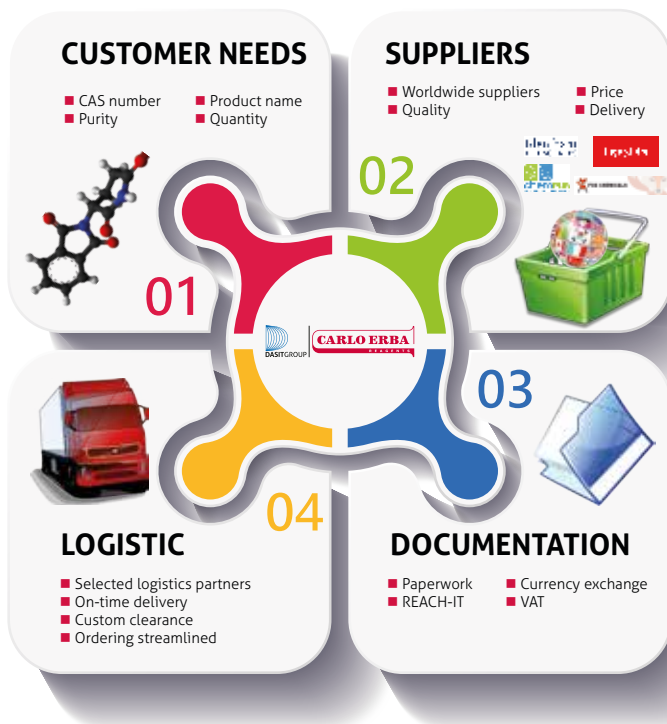 CUSTOMER NEEDS
CAS number
Product name
Purity
Quantity
01
SUPPLIERS
Worldwide suppliers
Price
Quality
Delivery
02
DASITGROUP
CARLO ERBA
REAGENTS
03
DOCUMENTATION
Paperwork
Currency exchange
REACH-IT
VAT
04
LOGISTIC
Selected logistics partners
On-time delivery
Custom clearance
Ordering streamlined